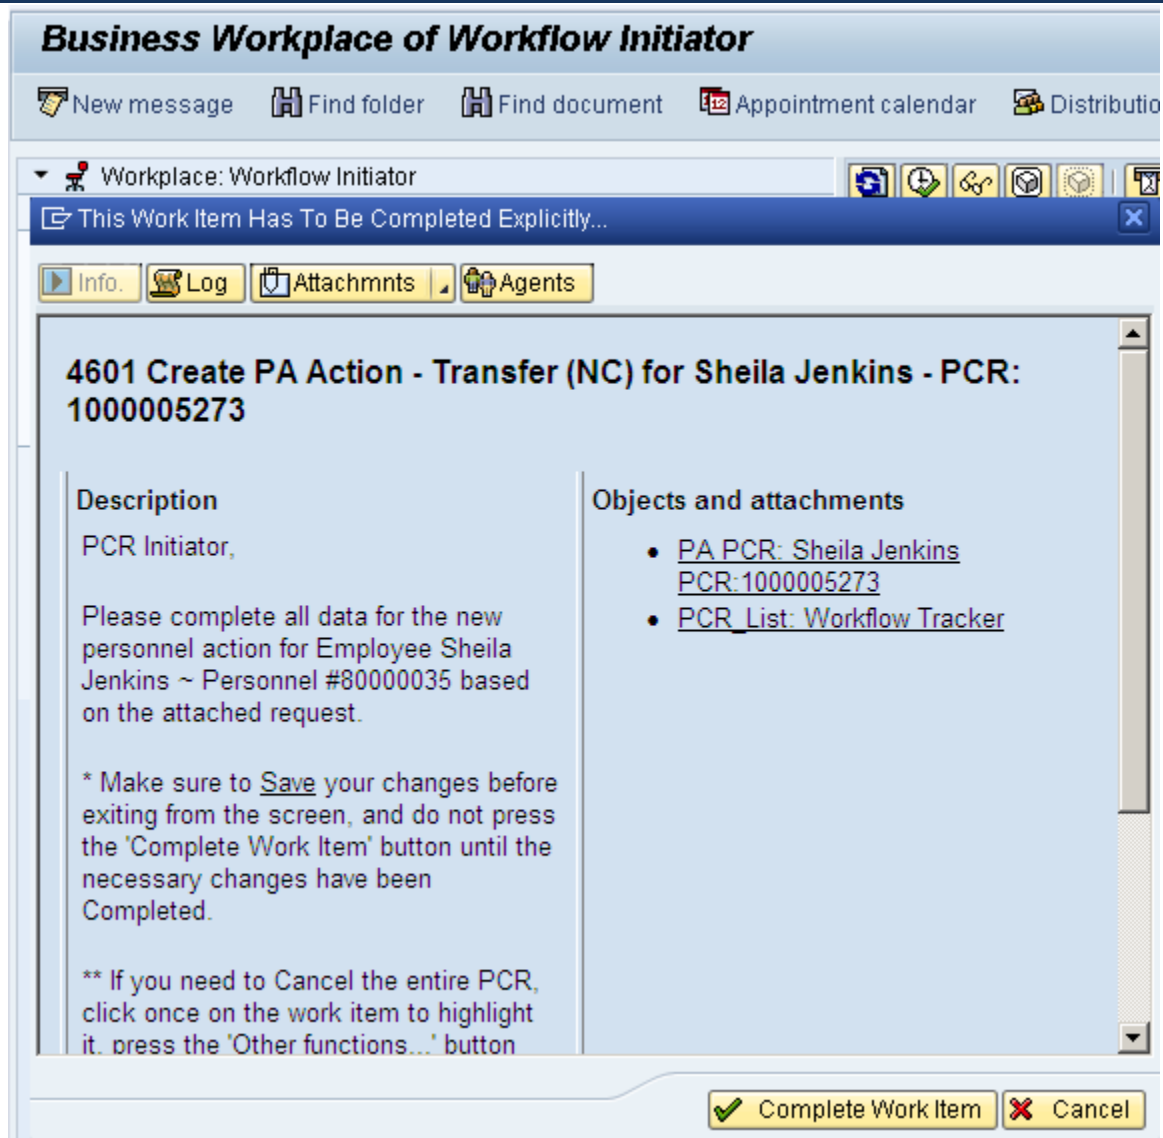 Business Workplace of Workflow Initiator
New message Find folder Find document 12 Appointment calendar Distributio
Workplace: Workflow Initiator
This Work Item Has To Be Completed Explicitly...
Info. Log Attachmnts Agents
4601 Create PA Action - Transfer (NC) for Sheila Jenkins - PCR:
1000005273
Description
PCR Initiator,
Please complete all data for the new
personnel action for Employee Sheila
Jenkins ~ Personnel #80000035 based
on the attached request.
* Make sure to Save your changes before
exiting from the screen, and do not press
the 'Complete Work Item' button until the
necessary changes have been
Completed.
** If you need to Cancel the entire PCR,
click once on the work item to highlight
it, press the 'Other functions...' button
Objects and attachments
• PA PCR: Sheila Jenkins
PCR:1000005273
• PCR_List: Workflow Tracker
Complete Work Item Cancel